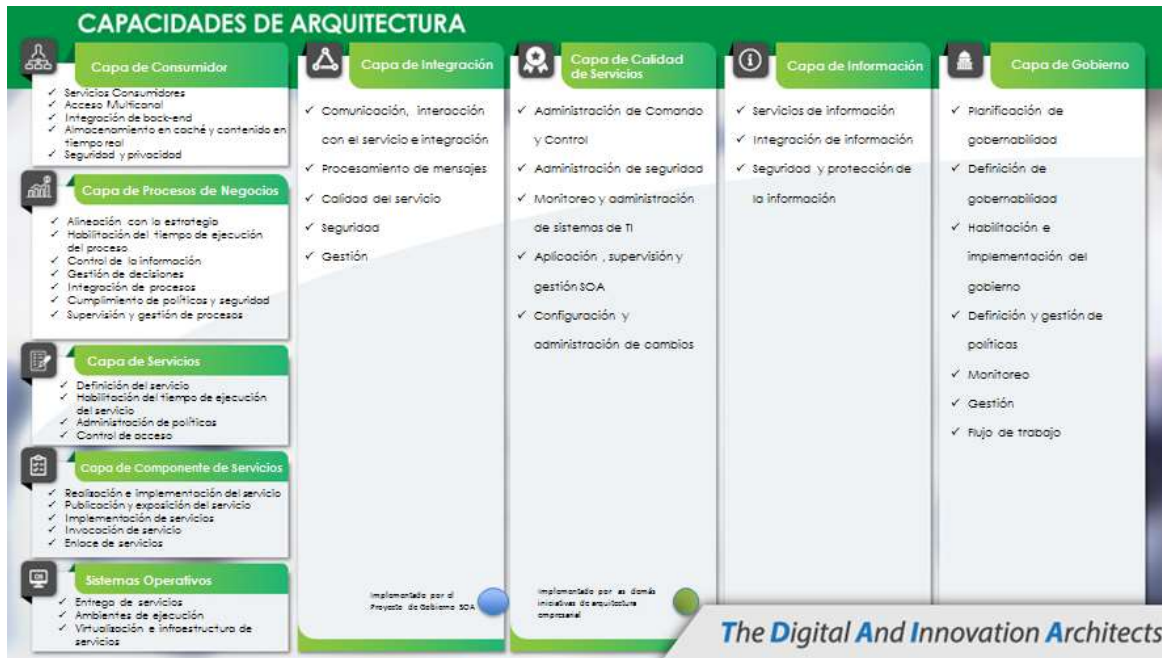 CAPACIDADES DE ARQUITECTURA
Capa de Consumidor
✓ Servicios Consumidores
✓ Acceso Multicanal
✓ Integración de back-end
✓ Almacenamiento en caché y contenido en
tiempo real
✓ Seguridad y privacidad
Capa de Procesos de Negocios
✓ Alineación con la estrategia
✓ Habilitación del tiempo de ejecución
del proceso
✓ Control de la información
✓ Gestión de decisiones
✓ Integración de procesos
✓ Cumplimiento de políticas y seguridad
✓ Supervisión y gestión de procesos
Capa de Servicios
✓ Definición del servicio
✓ Habilitación del tiempo de ejecución
del servicio
✓ Administración de políticas
✓ Control de acceso
Capa de Componente de Servicios
✓ Realización e implementación del servicio
✓ Publicación y exposición del servicio
✓ Implementación de servicios
✓ Invocación de servicio
✓ Enlace de servicios
Sistemas Operativos
✓ Entrega de servicios
✓ Ambientes de ejecución
✓ Virtualización e infraestructura de
servicios
Capa de Integración
✓ Comunicación, interacción
con el servicio e integración
✓ Procesamiento de mensajes
✓ Calidad del servicio
✓ Seguridad
✓ Gestión
Implementado por el
Proyecto de Gobierno SOA
Capa de Calidad
de Servicios
✓ Administración de Comando
y Control
✓ Administración de seguridad
✓ Monitoreo y administración
de sistemas de TI
✓ Aplicación , supervisión y
gestión SOA
✓ Configuración y
administración de cambios
Implementado por as demás
iniciativas de arquitectura
empresarial
Capa de Información
✓ Servicios de información
✓ Integración de información
✓ Seguridad y protección de
la información
Capa de Gobierno
✓ Planificación de
gobernabilidad
✓ Definición de
gobernabilidad
✓ Habilitación e
implementación del
gobierno
✓ Definición y gestión de
políticas
✓ Monitoreo
✓ Gestión
✓ Flujo de trabajo
The Digital And Innovation Architects